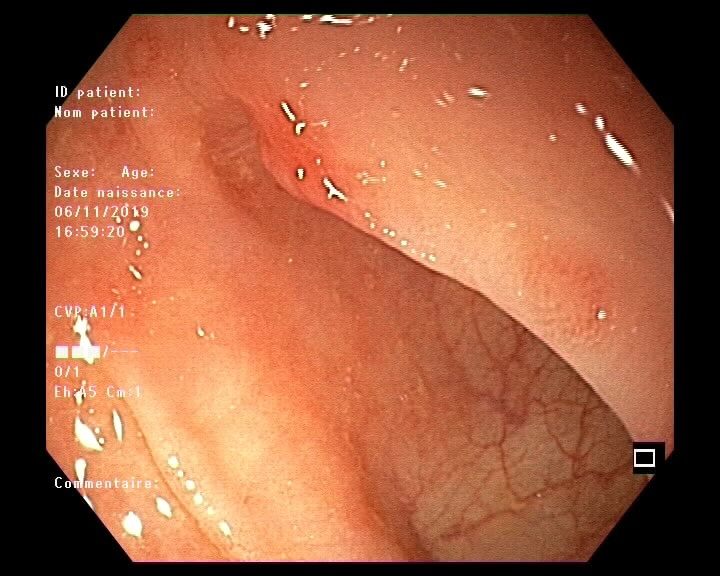 ID patient:
Nom patient:
Sexe: Age:
Date naissance:
06/11/2019
16:59:20
CVP:A1/1
/---
0/1
Eh:A5 Cm:1
Commentaire: